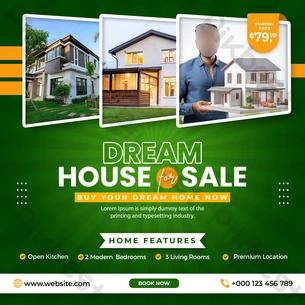 STARTING PRICE
$79,99
DREAM
HOUSE for SALE
BUY YOUR DREAM HOME NOW
Lorem Ipsum is simply dummy text of the
printing and typesetting industry.
HOME FEATURES
Open Kitchen 2 Modern Bedrooms 3 Living Rooms Premium Location
www.website.com
BOOK NOW
+000 123 456 789